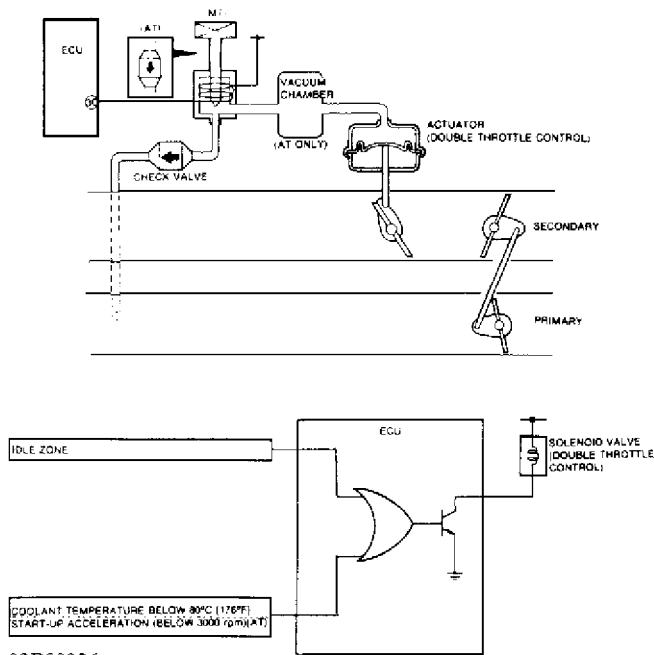 (AT)
ECU
VACUUM
CHAMBER
(AT ONLY)
ACTUATOR
(DOUBLE THROTTLE CONTROL)
CHECK VALVE
SECONDARY
PRIMARY
ECU
IDLE ZONE
SOLENOID VALVE
(DOUBLE THROTTLE
CONTROL)
COOLANT TEMPERATURE BELOW 80°C (176°F)
START-UP ACCELERATION (BELOW 3000 rpm)(AT)